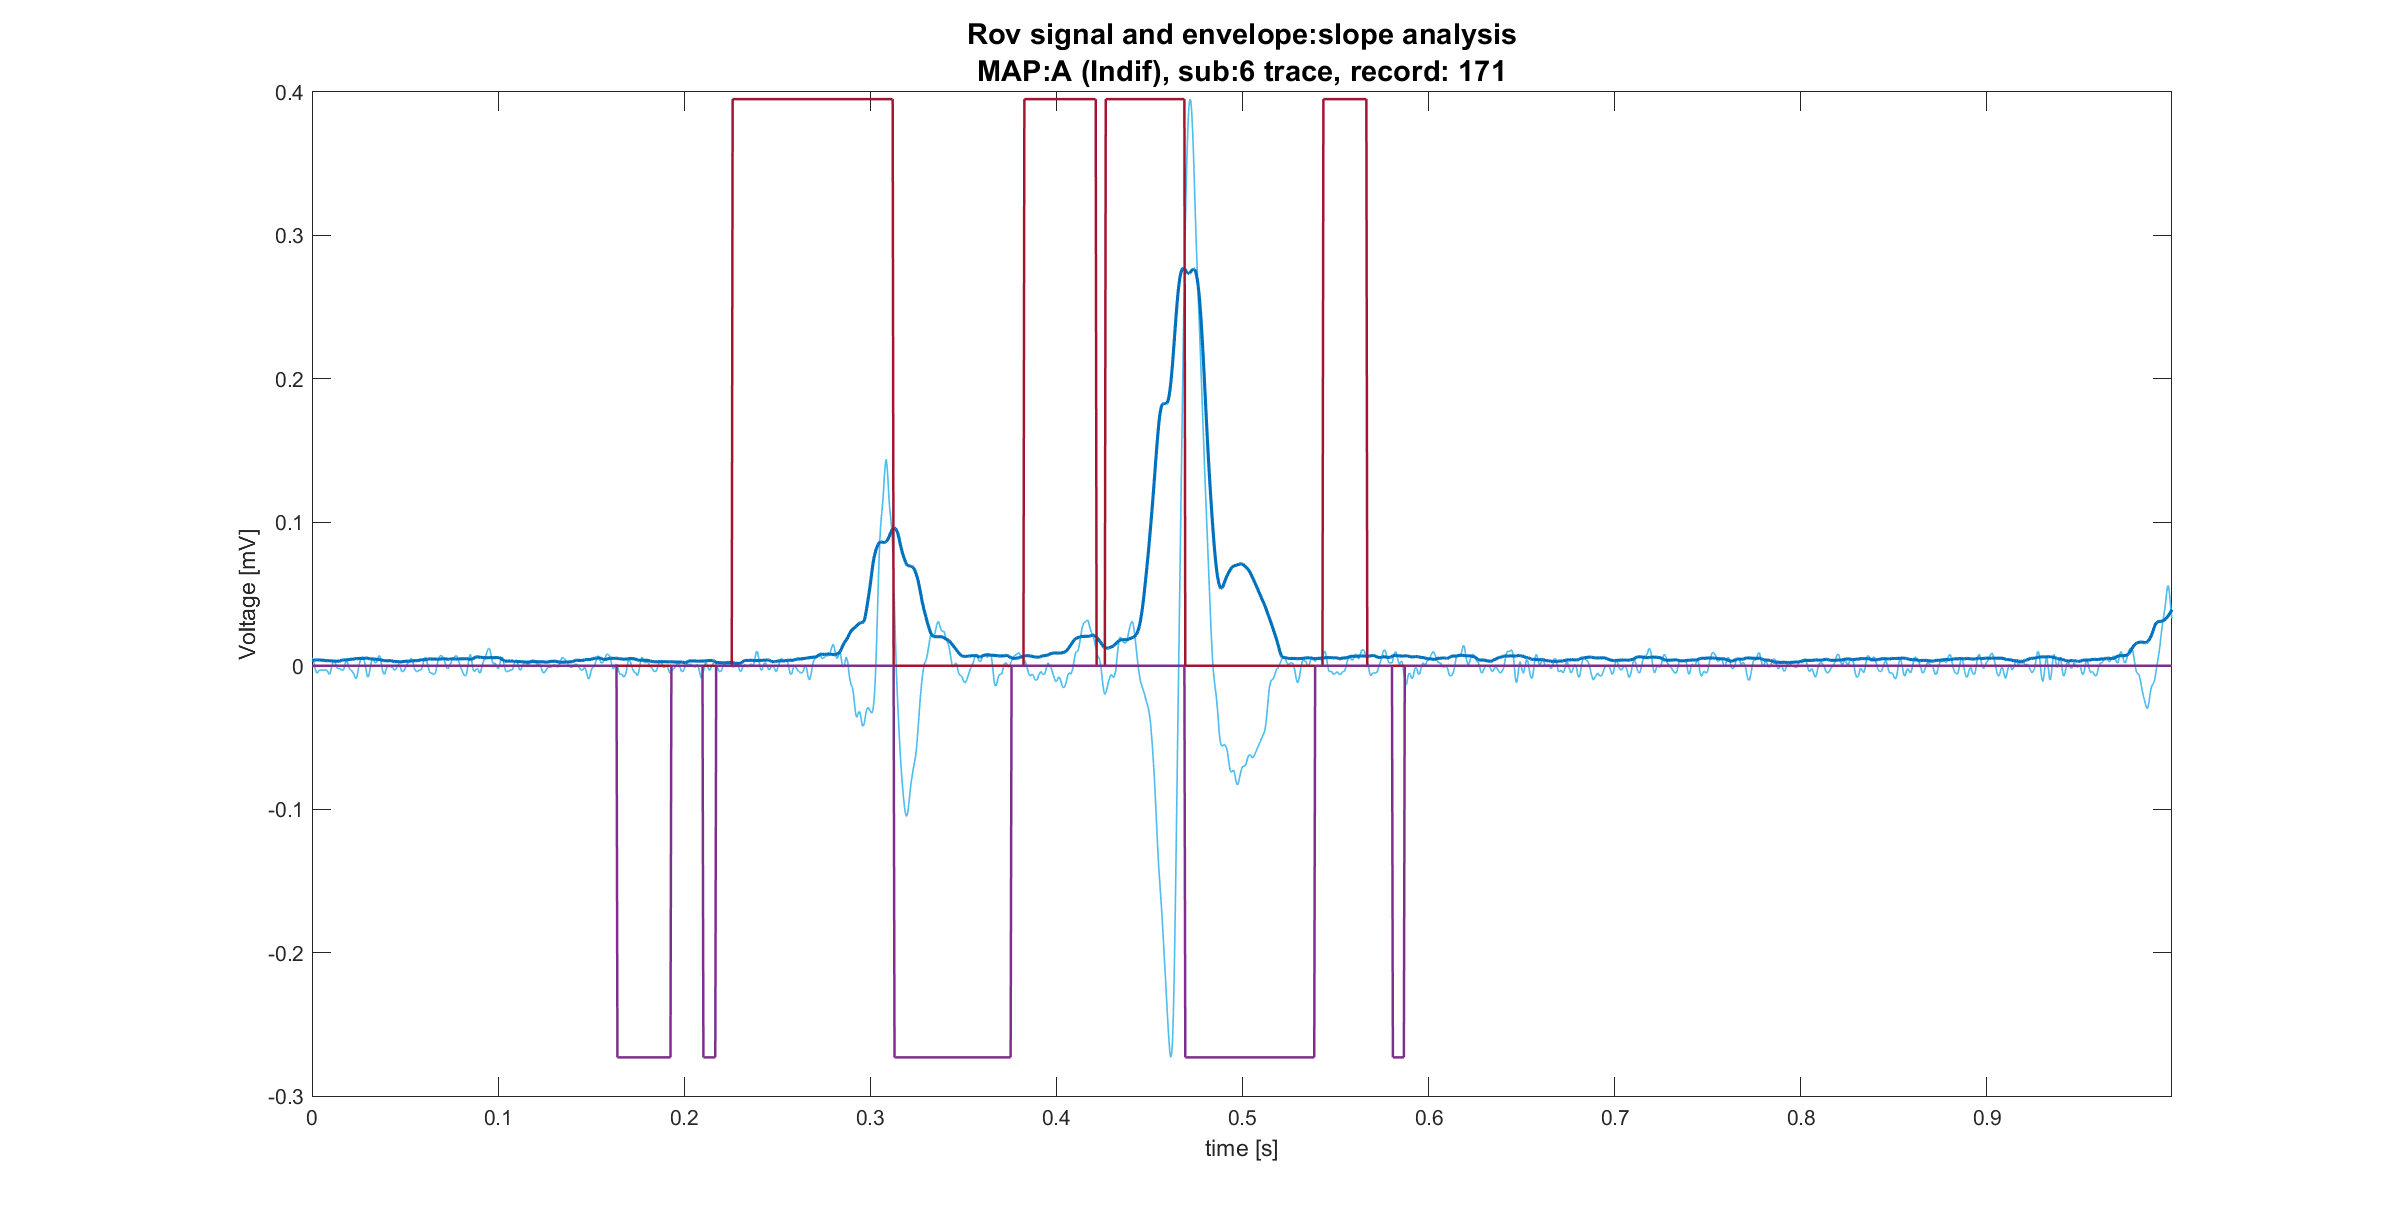 Rov signal and envelope:slope analysis
MAP:A (Indif), sub:6 trace, record: 171
0.4
0.3
0.2
0.1
0
-0.1
-0.2
-0.3
Voltage [mV]
0 0.1 0.2 0.3 0.4 0.5 0.6 0.7 0.8 0.9
time [s]